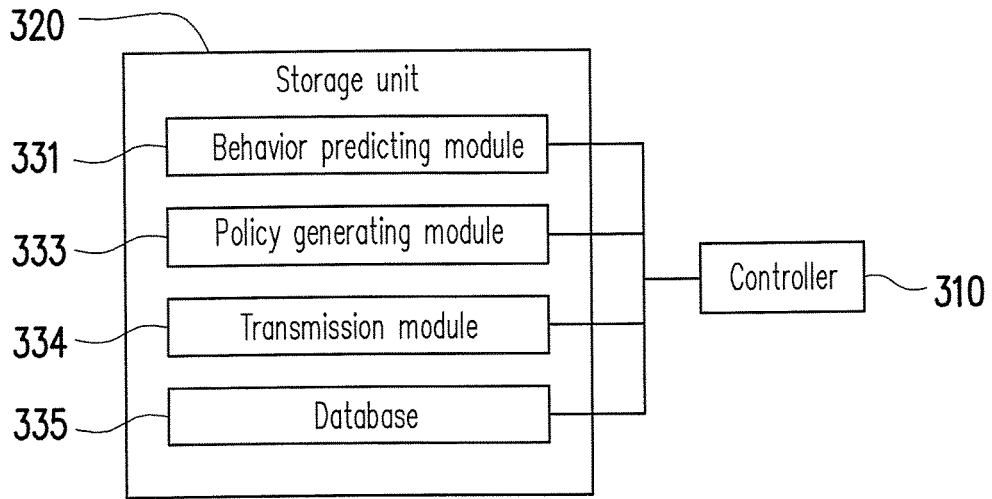 320
Storage unit
331
Behavior predicting module
333
Policy generating module
Controller
310
334
Transmission module
335
Database